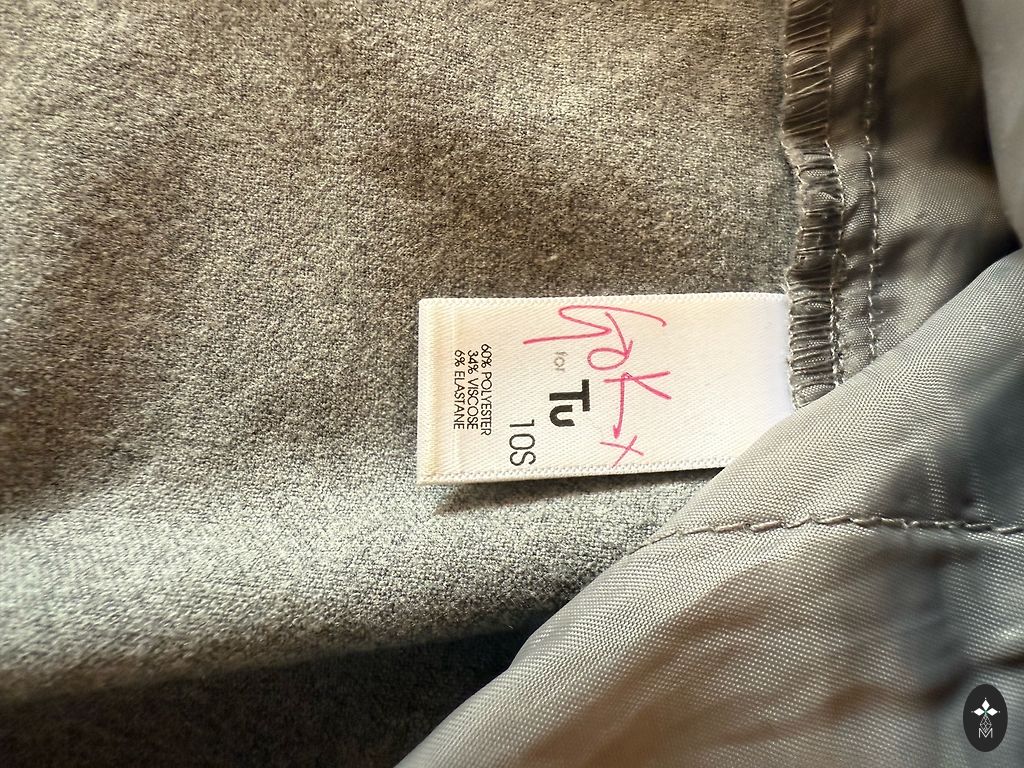 Gok x
for
Tu
10S
60% POLYESTER
34% VISCOSE
6% ELASTANE
M